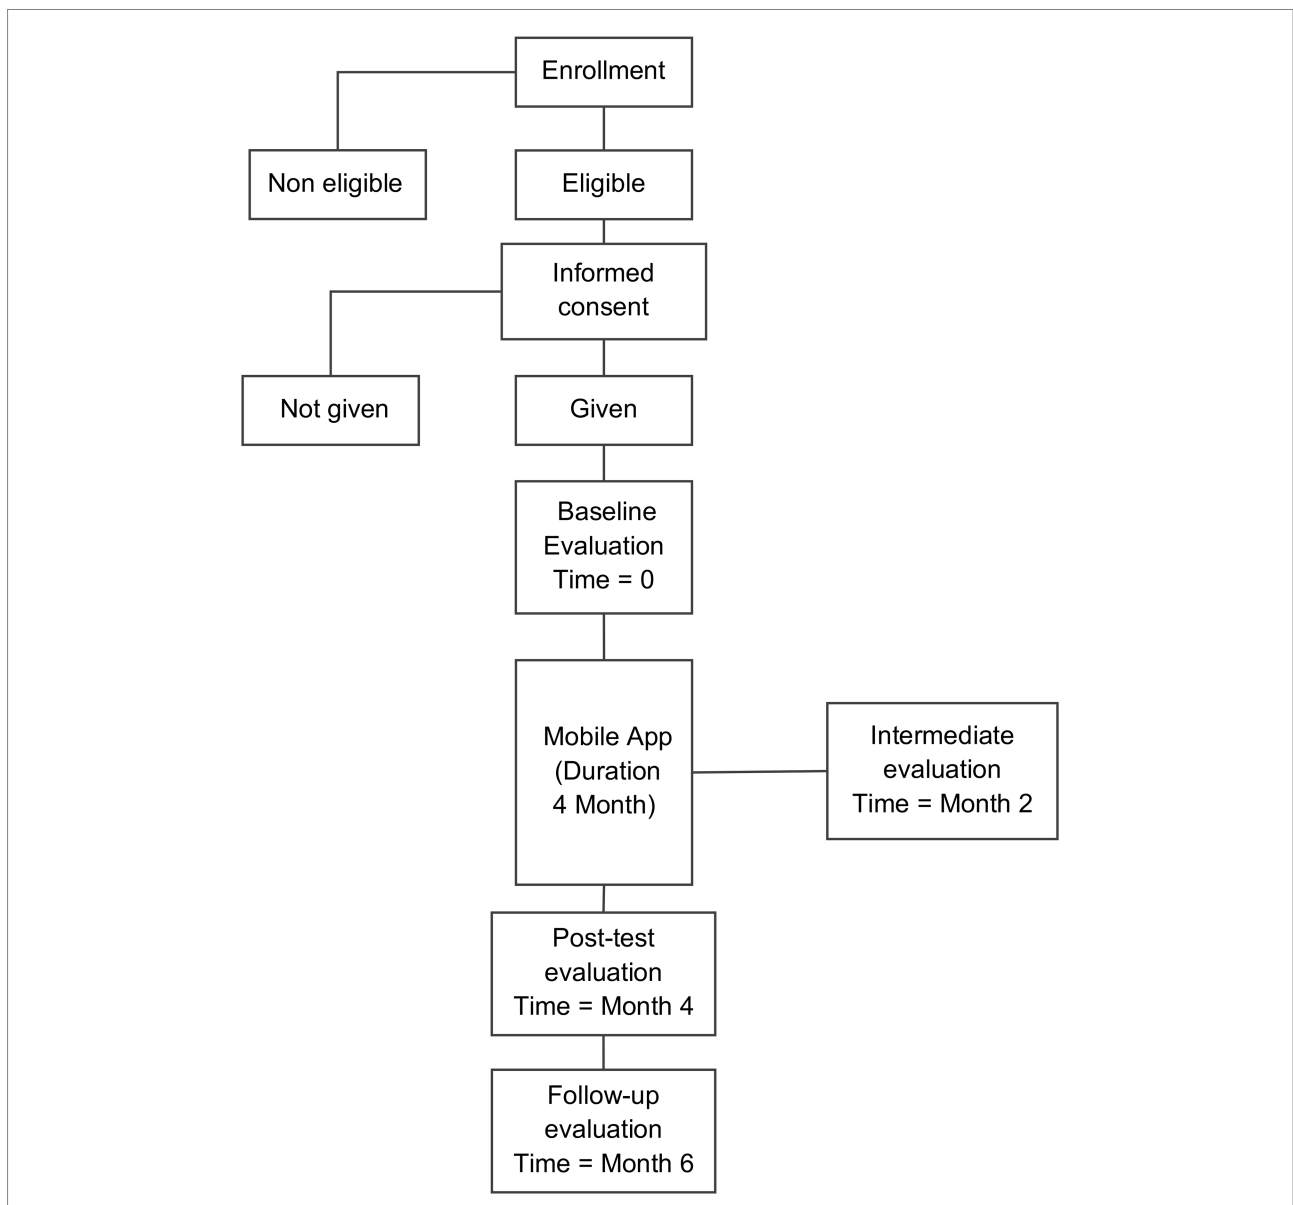 Enrollment
Non eligible
Eligible
Informed
consent
Not given
Given
Baseline
Evaluation
Time = 0
Mobile App
(Duration
4 Month)
Intermediate
evaluation
Time = Month 2
Post-test
evaluation
Time = Month 4
Follow-up
evaluation
Time = Month 6